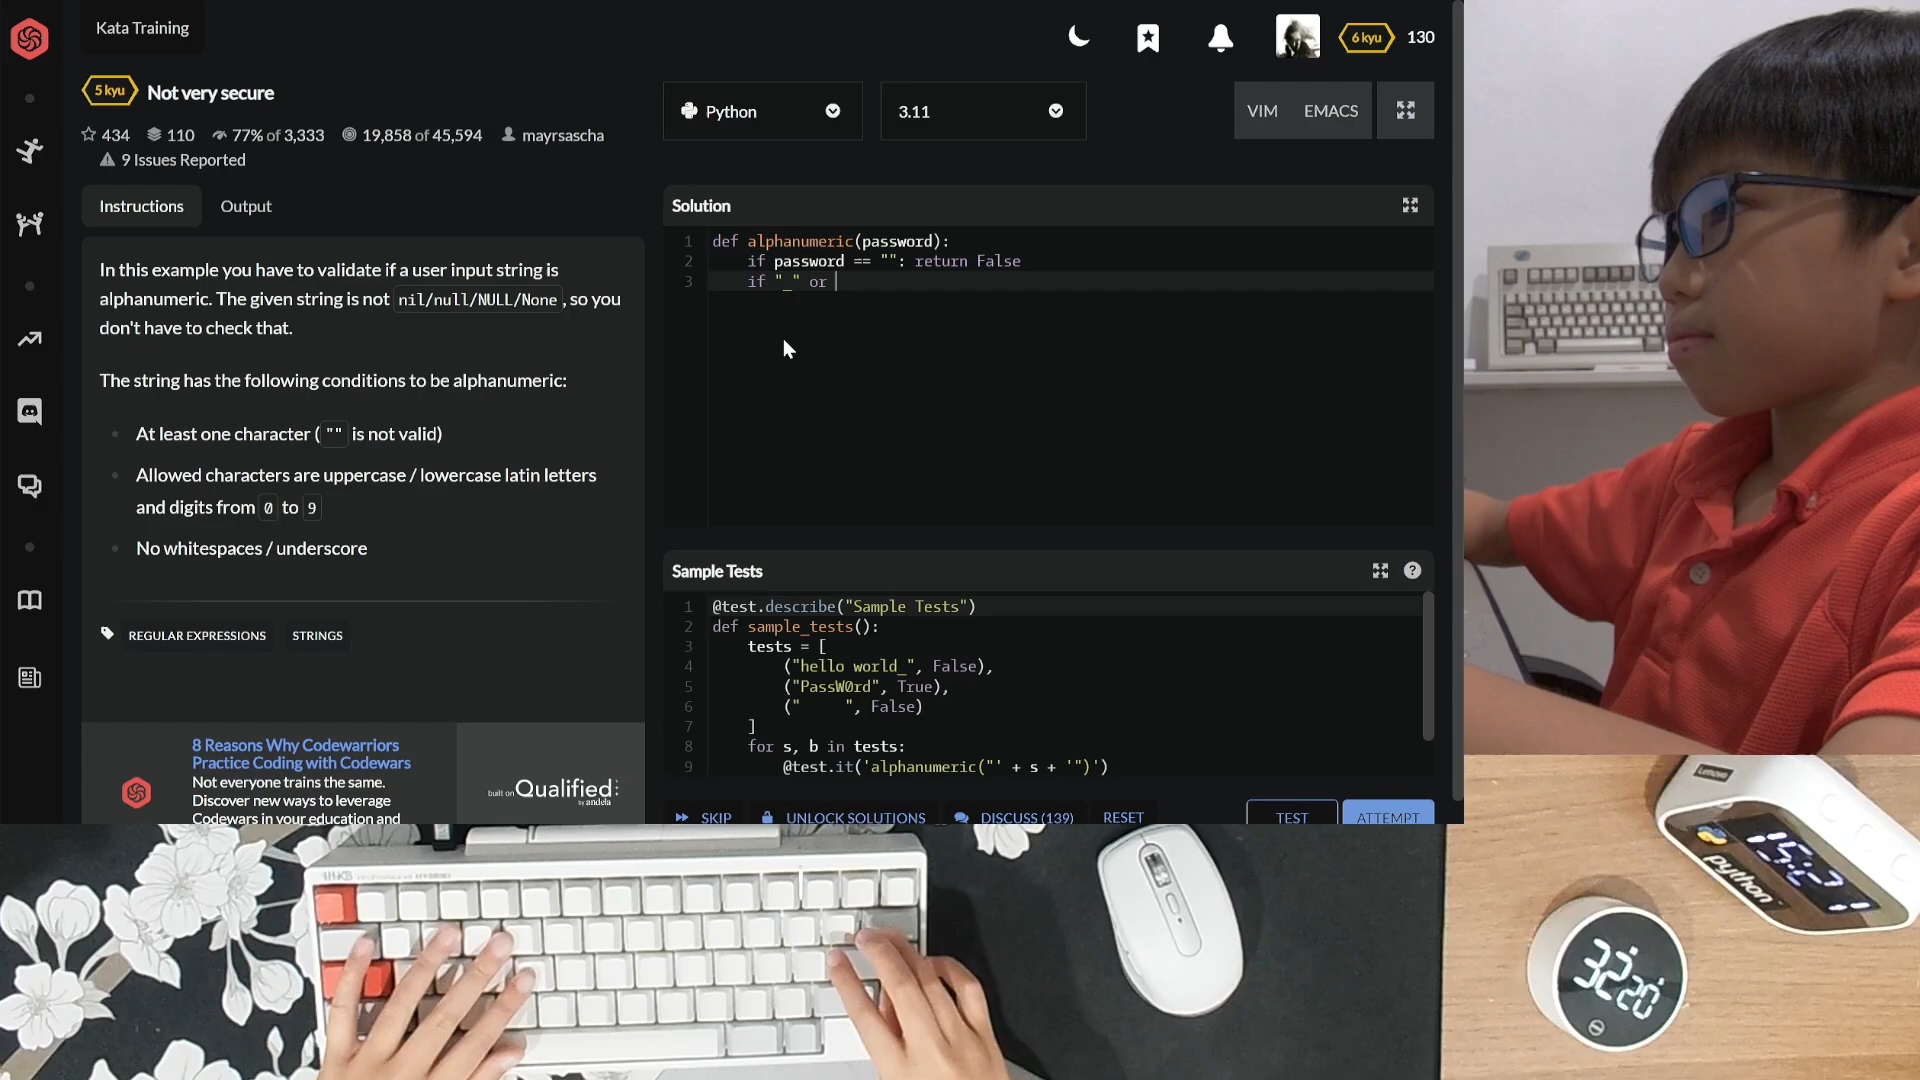 Kata Training
6 kyu
130
5 kyu
Not very secure
434
110
77% of 3,333
19,858 of 45,594
mayrsascha
9 Issues Reported
Python
3.11
VIM
EMACS
Instructions
Output
In this example you have to validate if a user input string is
alphanumeric. The given string is not nil/null/NULL/None, so you
don't have to check that.
The string has the following conditions to be alphanumeric:
At least one character ("" is not valid)
Allowed characters are uppercase / lowercase latin letters
and digits from 0 to 9
No whitespaces / underscore
REGULAR EXPRESSIONS
STRINGS
8 Reasons Why Codewarriors
Practice Coding with Codewars
Not everyone trains the same.
Discover new ways to leverage
Codewars in your education and
built on Qualified
by andela
Solution
1 def alphanumeric(password):
2 if password == "": return False
3 if "_" or
Sample Tests
?
1 @test.describe("Sample Tests")
2 def sample_tests():
3 tests = [
4 ("hello world_", False),
5 ("PassW0rd", True),
6 ("     ", False)
7 ]
8 for s, b in tests:
9 @test.it('alphanumeric("' + s + '")')
SKIP
UNLOCK SOLUTIONS
DISCUSS (139)
RESET
TEST
ATTEMPT
HHKB
Lenovo
15:27
python
32 20